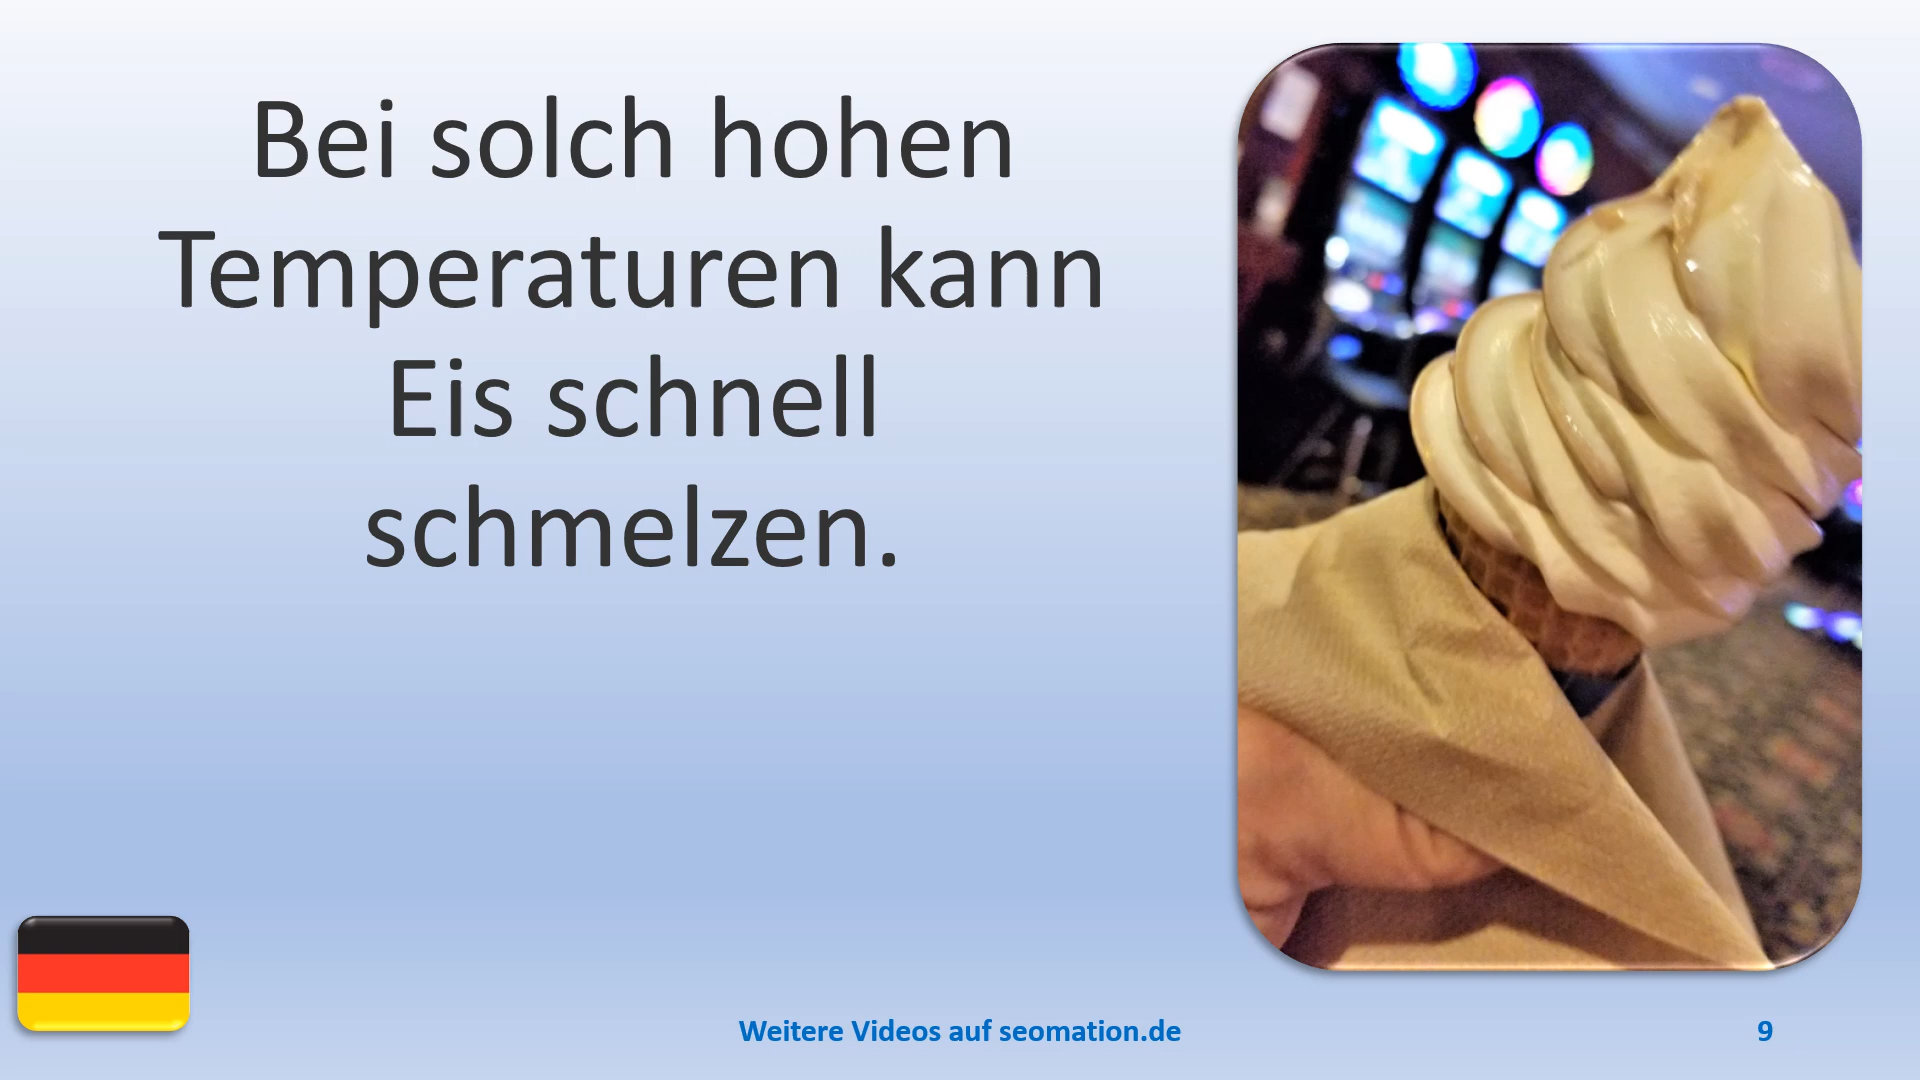 Bei solch hohen
Temperaturen kann
Eis schnell
schmelzen.
Weitere Videos auf seomation.de
9